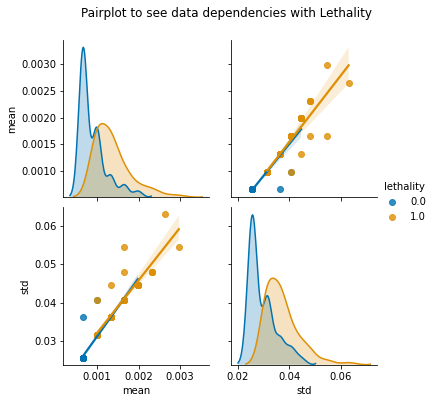 Pairplot to see data dependencies with Lethality
0.0030
0.0025
0.0020
0.0015
0.0010
mean
lethality
0.0
1.0
0.06
0.05
0.04
0.03
std
0.001 0.002 0.003
mean
0.02 0.04 0.06
std